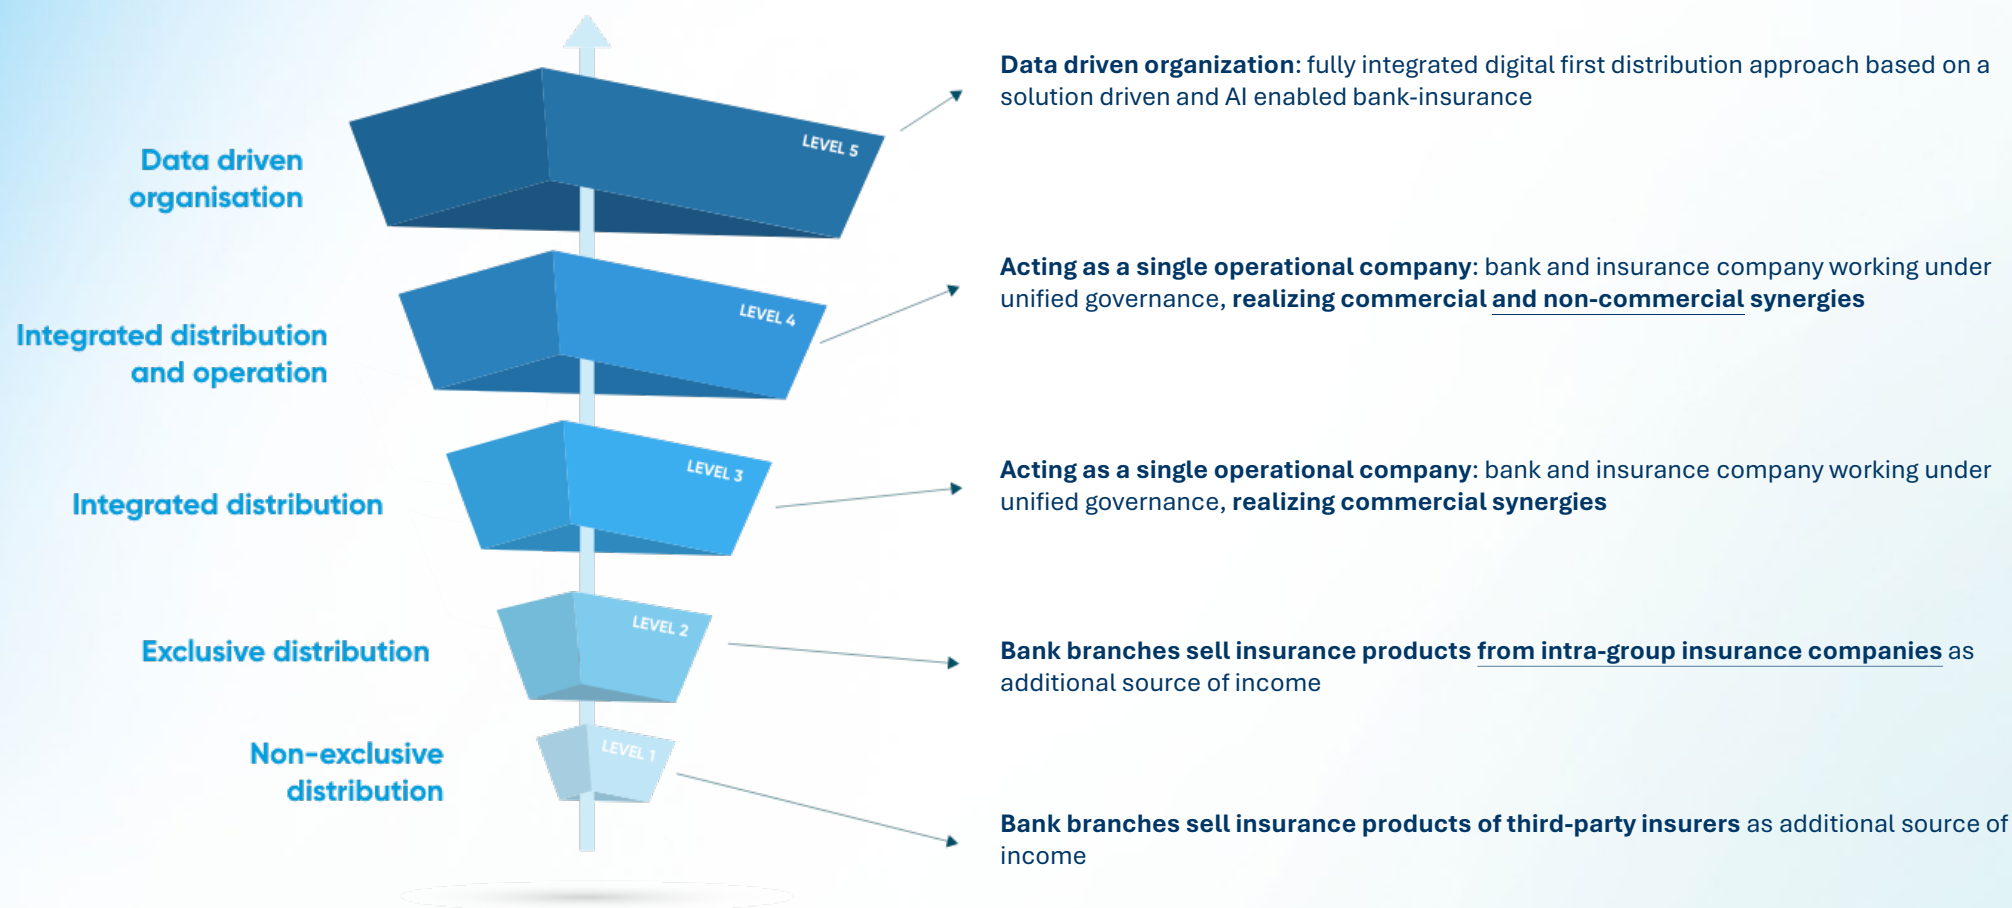 Data driven organization: fully integrated digital first distribution approach based on a
solution driven and AI enabled bank-insurance
LEVEL 5
Data driven
organisation
Acting as a single operational company: bank and insurance company working under
unified governance, realizing commercial and non-commercial synergies
LEVEL 4
Integrated distribution
and operation
Acting as a single operational company: bank and insurance company working under
unified governance, realizing commercial synergies
LEVEL 3
Integrated distribution
LEVEL 2
Exclusive distribution
Bank branches sell insurance products from intra-group insurance companies as
additional source of income
LEVEL 1
Non-exclusive
distribution
Bank branches sell insurance products of third-party insurers as additional source of
income